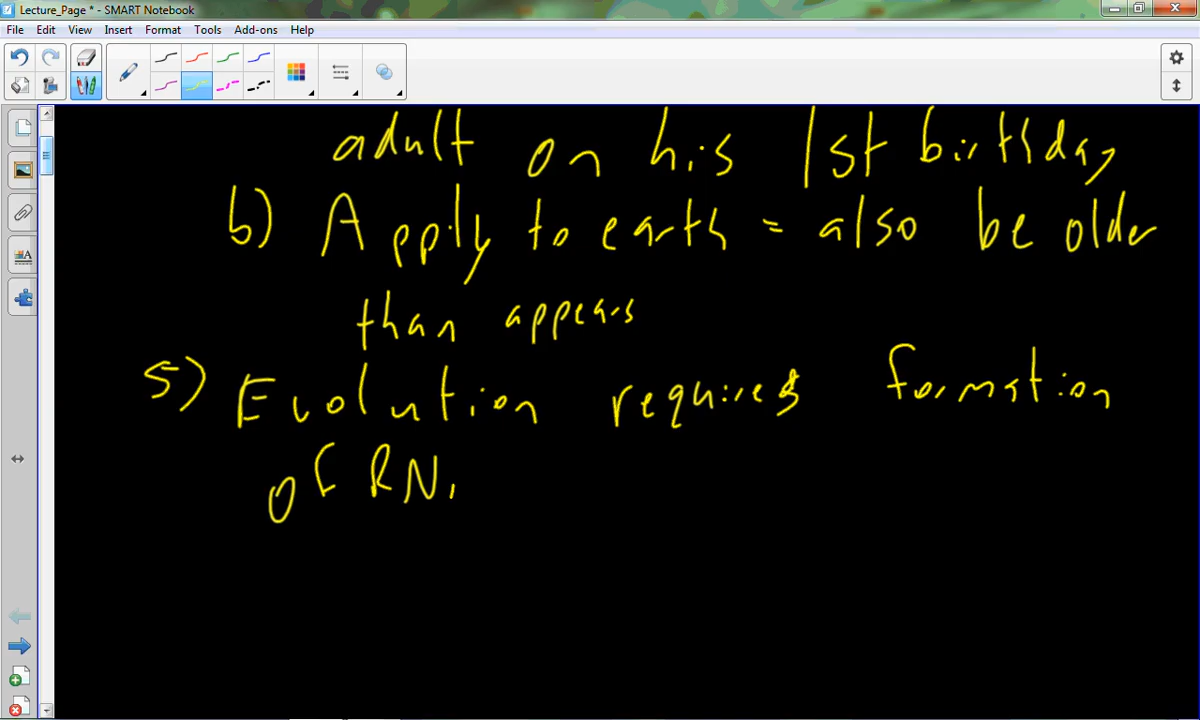 Lecture_Page * - SMART Notebook
File Edit View Insert Format Tools Add-ons Help
adult on his 1st birthday
b) Apply to earth = also be older
than appears
5) Evolution requires formation
of RN